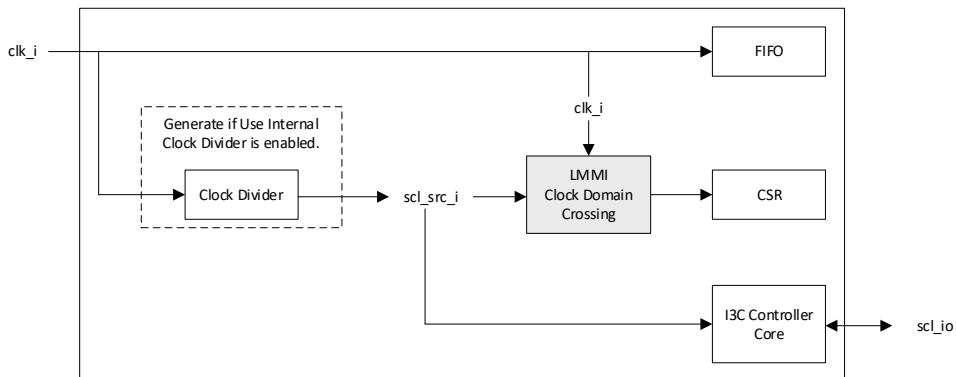 clk_i
FIFO
clk_i
Generate if Use Internal
Clock Divider is enabled.
Clock Divider
scl_src_i
LMMI
Clock Domain
Crossing
CSR
I3C Controller
Core
scl_io